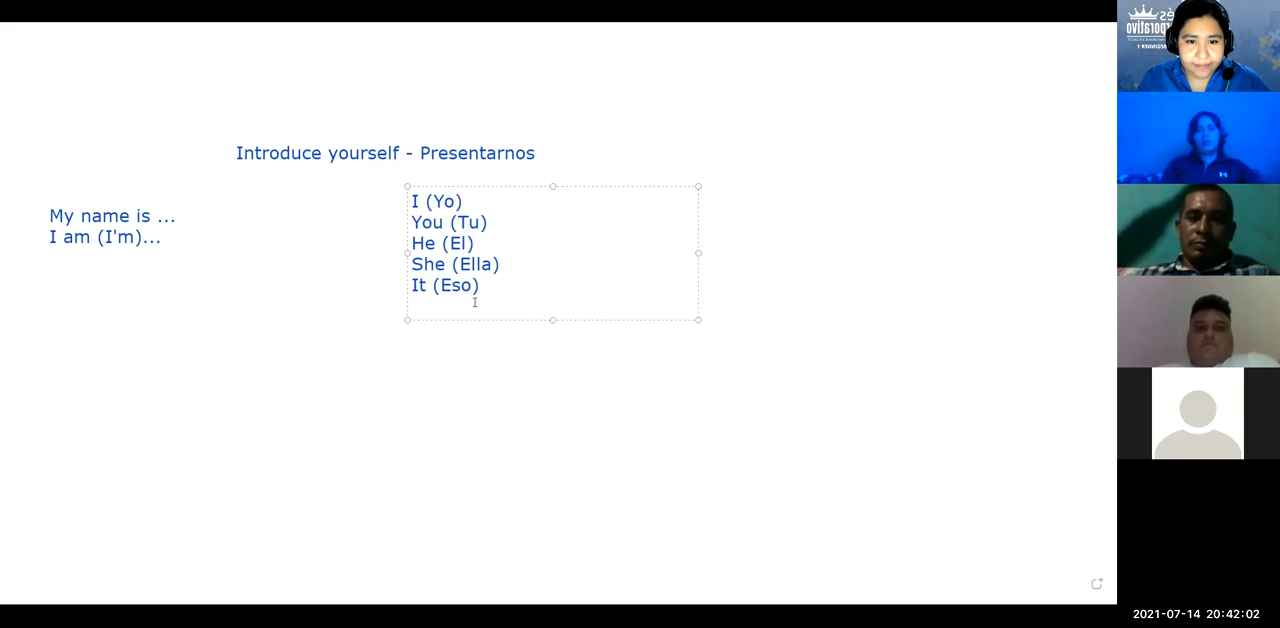 Introduce yourself - Presentarnos
My name is ...
I am (I'm)...
I (Yo)
You (Tu)
He (El)
She (Ella)
It (Eso)
2021-07-14 20:42:02